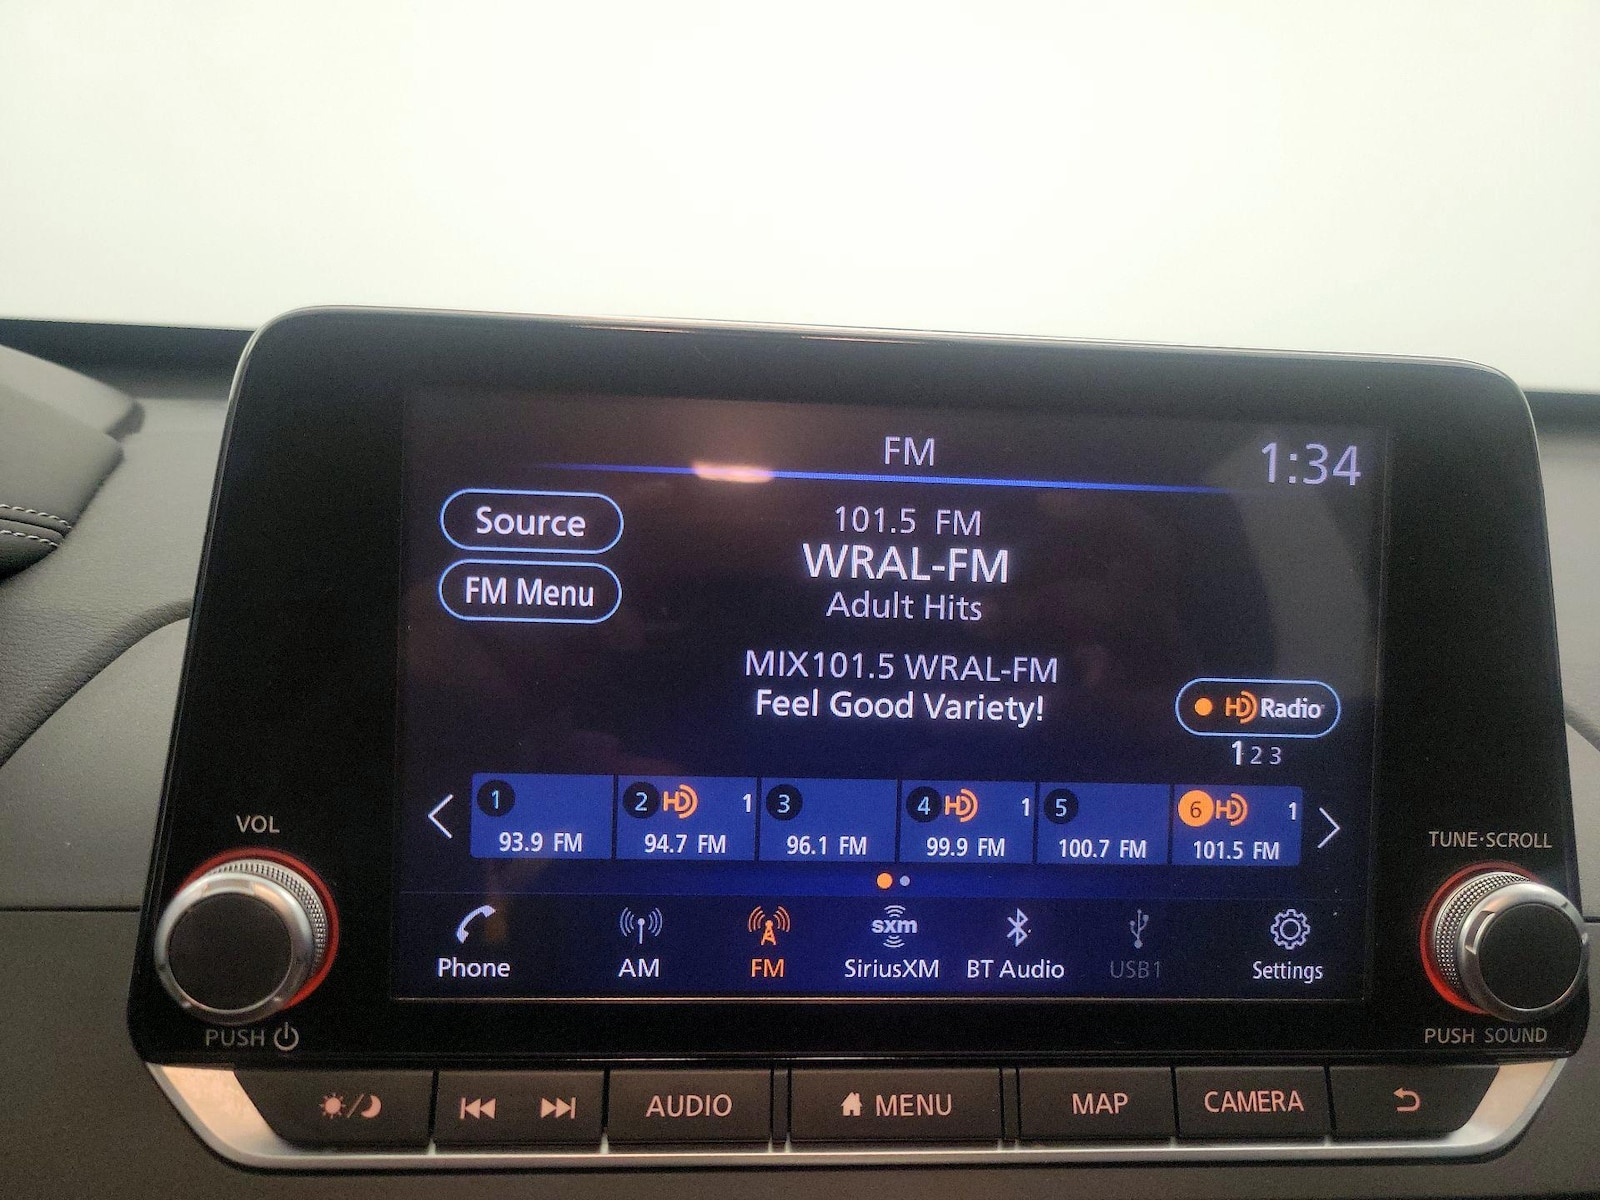 FM
1:34
Source
FM Menu
101.5 FM
WRAL-FM
Adult Hits
MIX101.5 WRAL-FM
Feel Good Variety!
HD Radio
1 2 3
1
93.9 FM
2 HD 1
94.7 FM
3
96.1 FM
4 HD 1
99.9 FM
5
100.7 FM
6 HD 1
101.5 FM
VOL
PUSH
TUNE·SCROLL
PUSH SOUND
Phone
AM
FM
sxm
SiriusXM
BT Audio
USB1
Settings
AUDIO
MENU
MAP
CAMERA